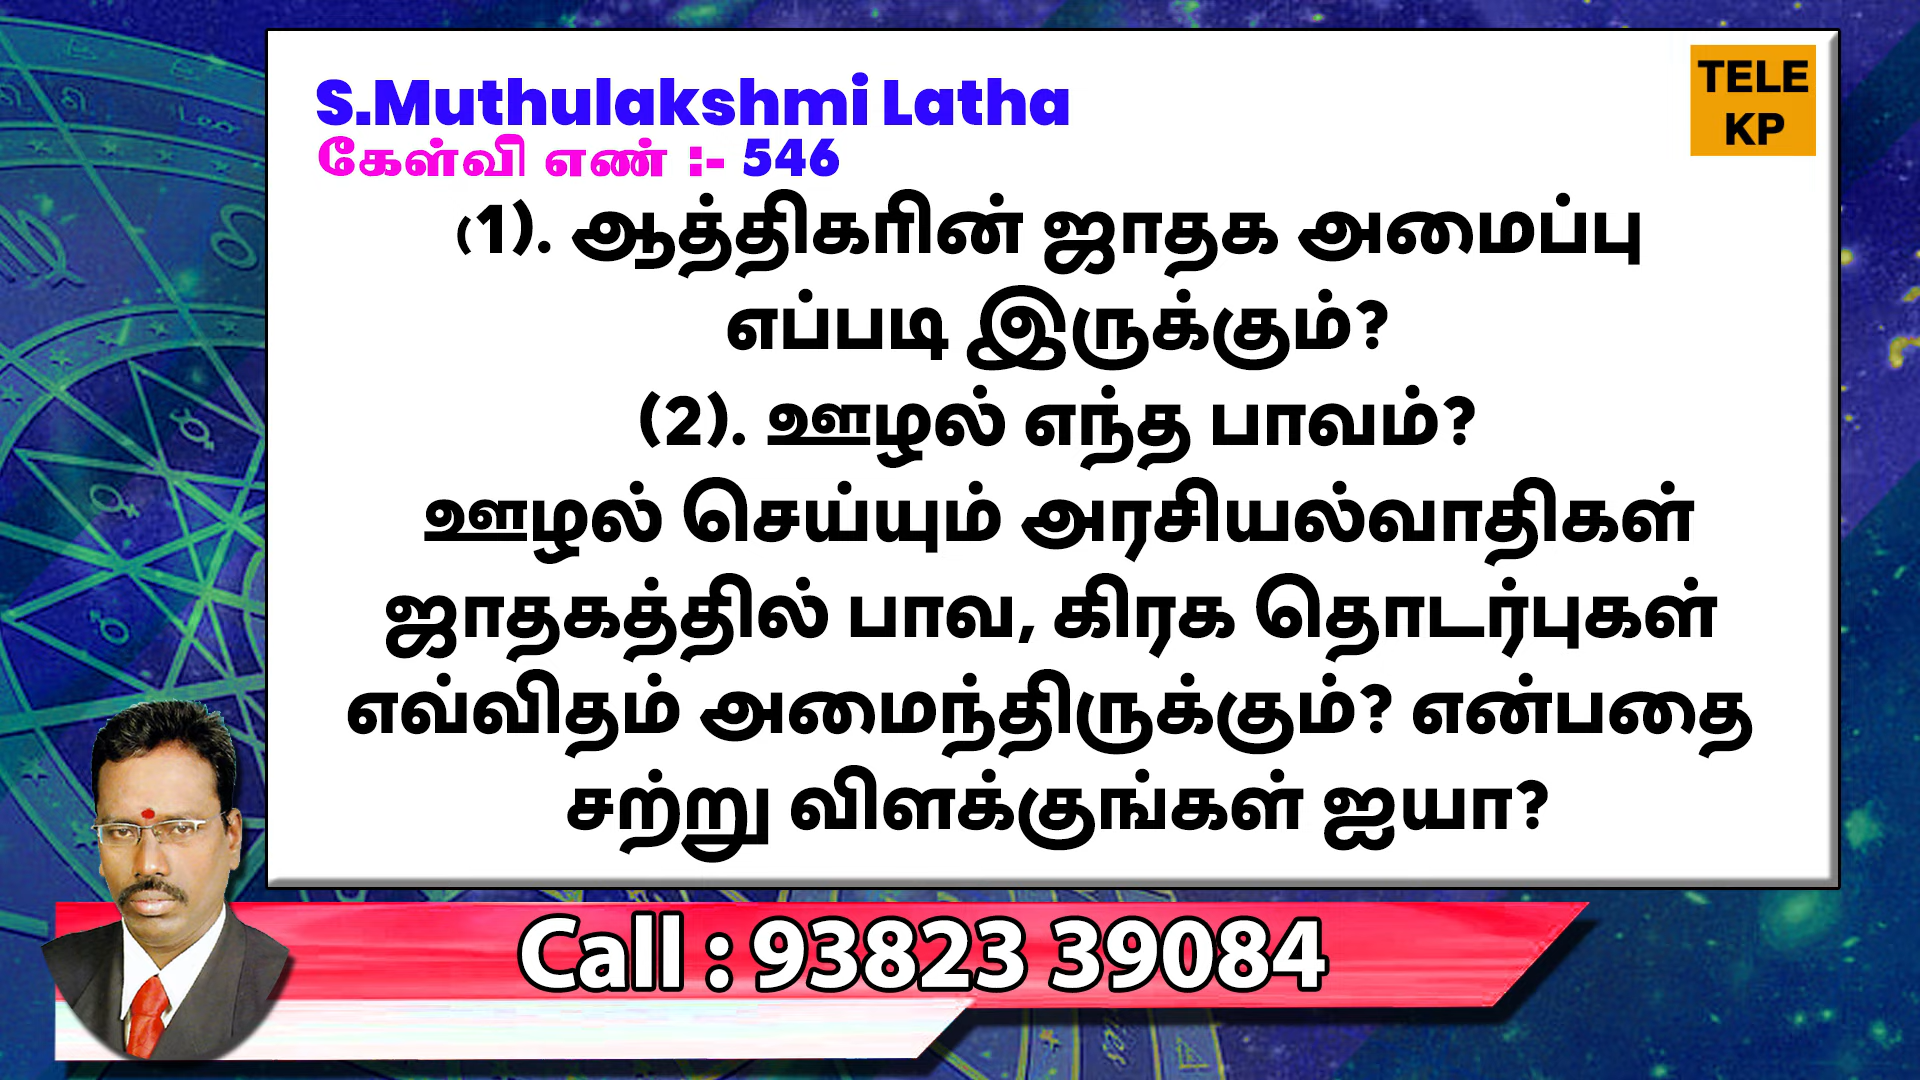 S.Muthulakshmi Latha
TELE
KP
கேள்வி எண் :- 546
(1). ஆத்திகரின் ஜாதக அமைப்பு
எப்படி இருக்கும்?
(2). ஊழல் எந்த பாவம்?
ஊழல் செய்யும் அரசியல்வாதிகள்
ஜாதகத்தில் பாவ, கிரக தொடர்புகள்
எவ்விதம் அமைந்திருக்கும்? என்பதை
சற்று விளக்குங்கள் ஐயா?
Call : 93823 39084